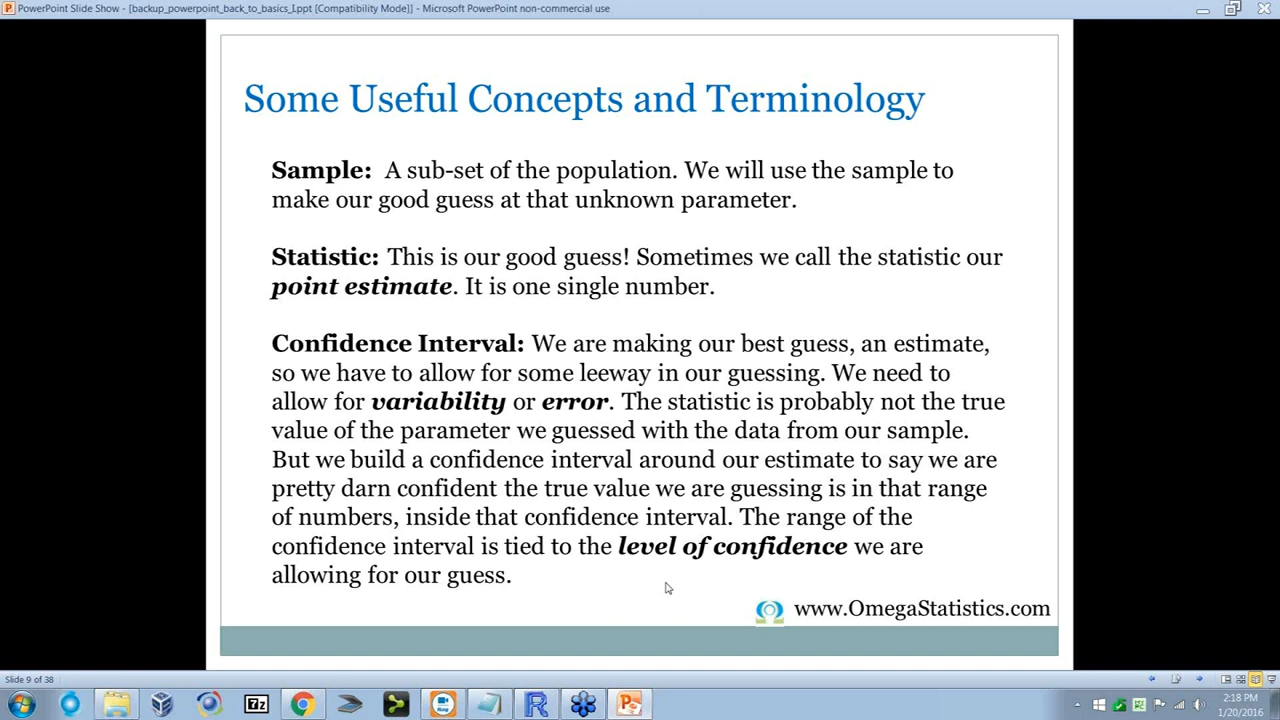 PowerPoint Slide Show - [backup_powerpoint_back_to_basics_I.ppt [Compatibility Mode]] - Microsoft PowerPoint non-commercial use
Some Useful Concepts and Terminology
Sample: A sub-set of the population. We will use the sample to
make our good guess at that unknown parameter.
Statistic: This is our good guess! Sometimes we call the statistic our
point estimate. It is one single number.
Confidence Interval: We are making our best guess, an estimate,
so we have to allow for some leeway in our guessing. We need to
allow for variability or error. The statistic is probably not the true
value of the parameter we guessed with the data from our sample.
But we build a confidence interval around our estimate to say we are
pretty darn confident the true value we are guessing is in that range
of numbers, inside that confidence interval. The range of the
confidence interval is tied to the level of confidence we are
allowing for our guess.
www.OmegaStatistics.com
Slide 9 of 38
7z
R
2:18 PM
1/20/2016